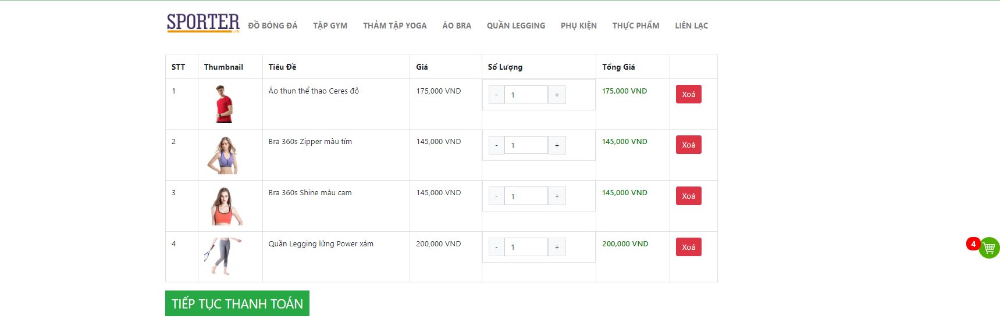 SPORTER
ĐỒ BÓNG ĐÁ TẬP GYM THẢM TẬP YOGA ÁO BRA QUẦN LEGGING PHỤ KIỆN THỰC PHẨM LIÊN LẠC
STT Thumbnail Tiêu Đề Giá Số Lượng Tổng Giá
1 Áo thun thể thao Ceres đỏ 175,000 VND - 1 + 175,000 VND Xoá
2 Bra 360s Zipper màu tím 145,000 VND - 1 + 145,000 VND Xoá
3 Bra 360s Shine màu cam 145,000 VND - 1 + 145,000 VND Xoá
4 Quần Legging lửng Power xám 200,000 VND - 1 + 200,000 VND Xoá
4
TIẾP TỤC THANH TOÁN